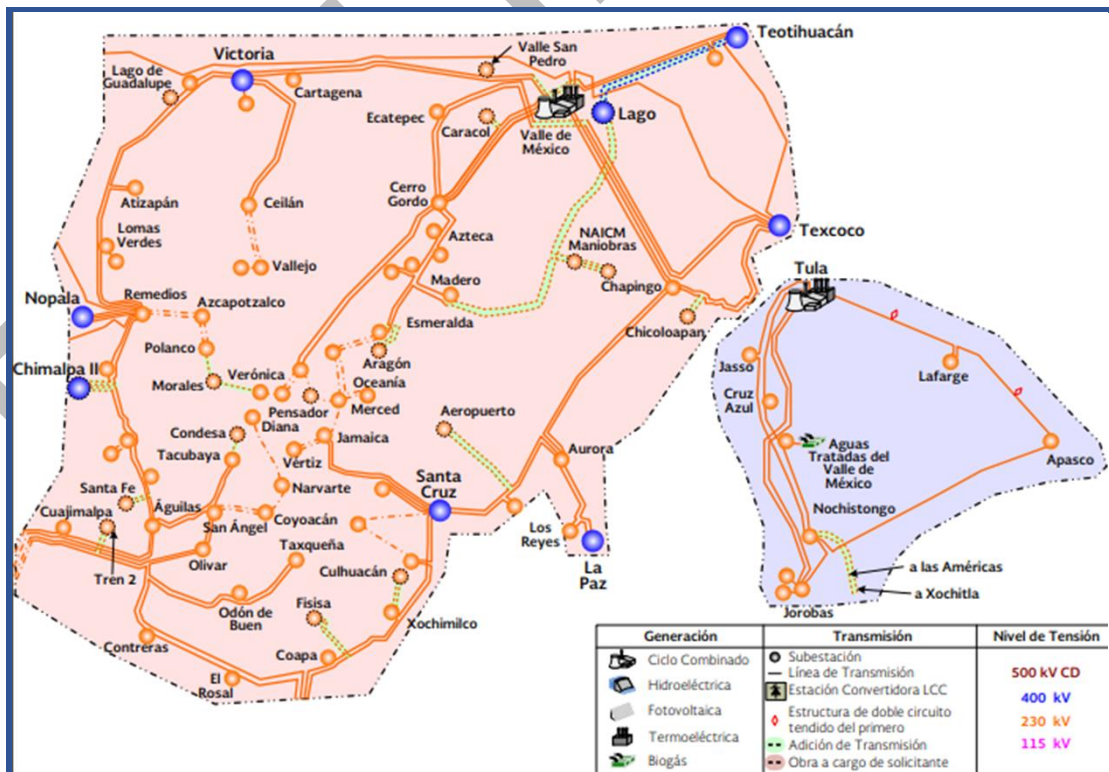 Teotihuacán
Victoria
Valle San
Pedro
Lago de
Guadalupe
Cartagena
Ecatepec
Caracol
Lago
Valle de
México
Atizapán
Ceilán
Cerro
Gordo
Lomas
Verdes
Azteca
NAICM
Maniobras
Texcoco
Vallejo
Madero
Chapingo
Tula
Nopala
Remedios
Azcapotzalco
Esmeralda
Chicoloapan
Polanco
Aragón
Jasso
Lafarge
Chimalpa II
Morales
Verónica
Oceanía
Cruz
Azul
Pensador
Merced
Aeropuerto
Diana
Condesa
Jamaica
Aurora
Aguas
Tratadas del
Valle de
México
Apasco
Tacubaya
Vértiz
Santa Fe
Narvarte
Santa
Cruz
Nochistongo
Cuajimalpa
Águilas
San Ángel
Coyoacán
Los
Reyes
Taxqueña
La
Paz
Tren 2
Olivar
Culhuacán
a las Américas
a Xochitla
Odón de
Buen
Fisisa
Xochimilco
Jorobas
Contreras
Coapa
El
Rosal
Generación
Transmisión
Nivel de Tensión
Ciclo Combinado
Hidroeléctrica
Fotovoltaica
Termoeléctrica
Biogás
Subestación
Línea de Transmisión
Estación Convertidora LCC
Estructura de doble circuito
tendido del primero
Adición de Transmisión
Obra a cargo de solicitante
500 kV CD
400 kV
230 kV
115 kV